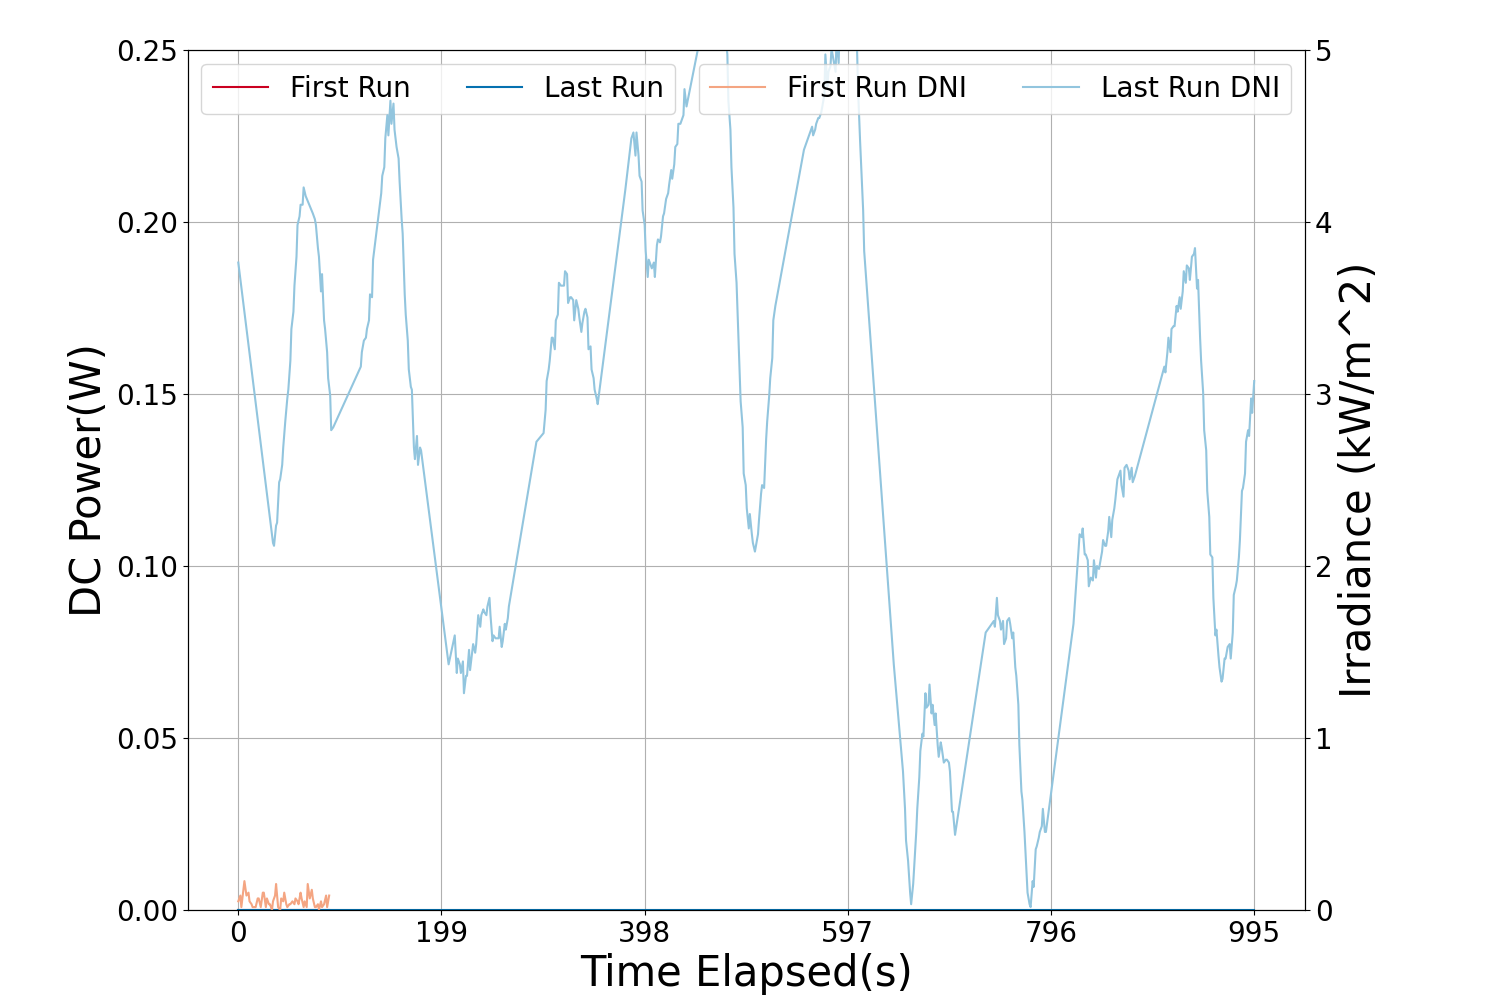 First Run
Last Run
First Run DNI
Last Run DNI
DC Power(W)
0.25
0.20
0.15
0.10
0.05
0.00
Irradiance (kW/m^2)
5
4
3
2
1
0
0 199 398 597 796 995
Time Elapsed(s)